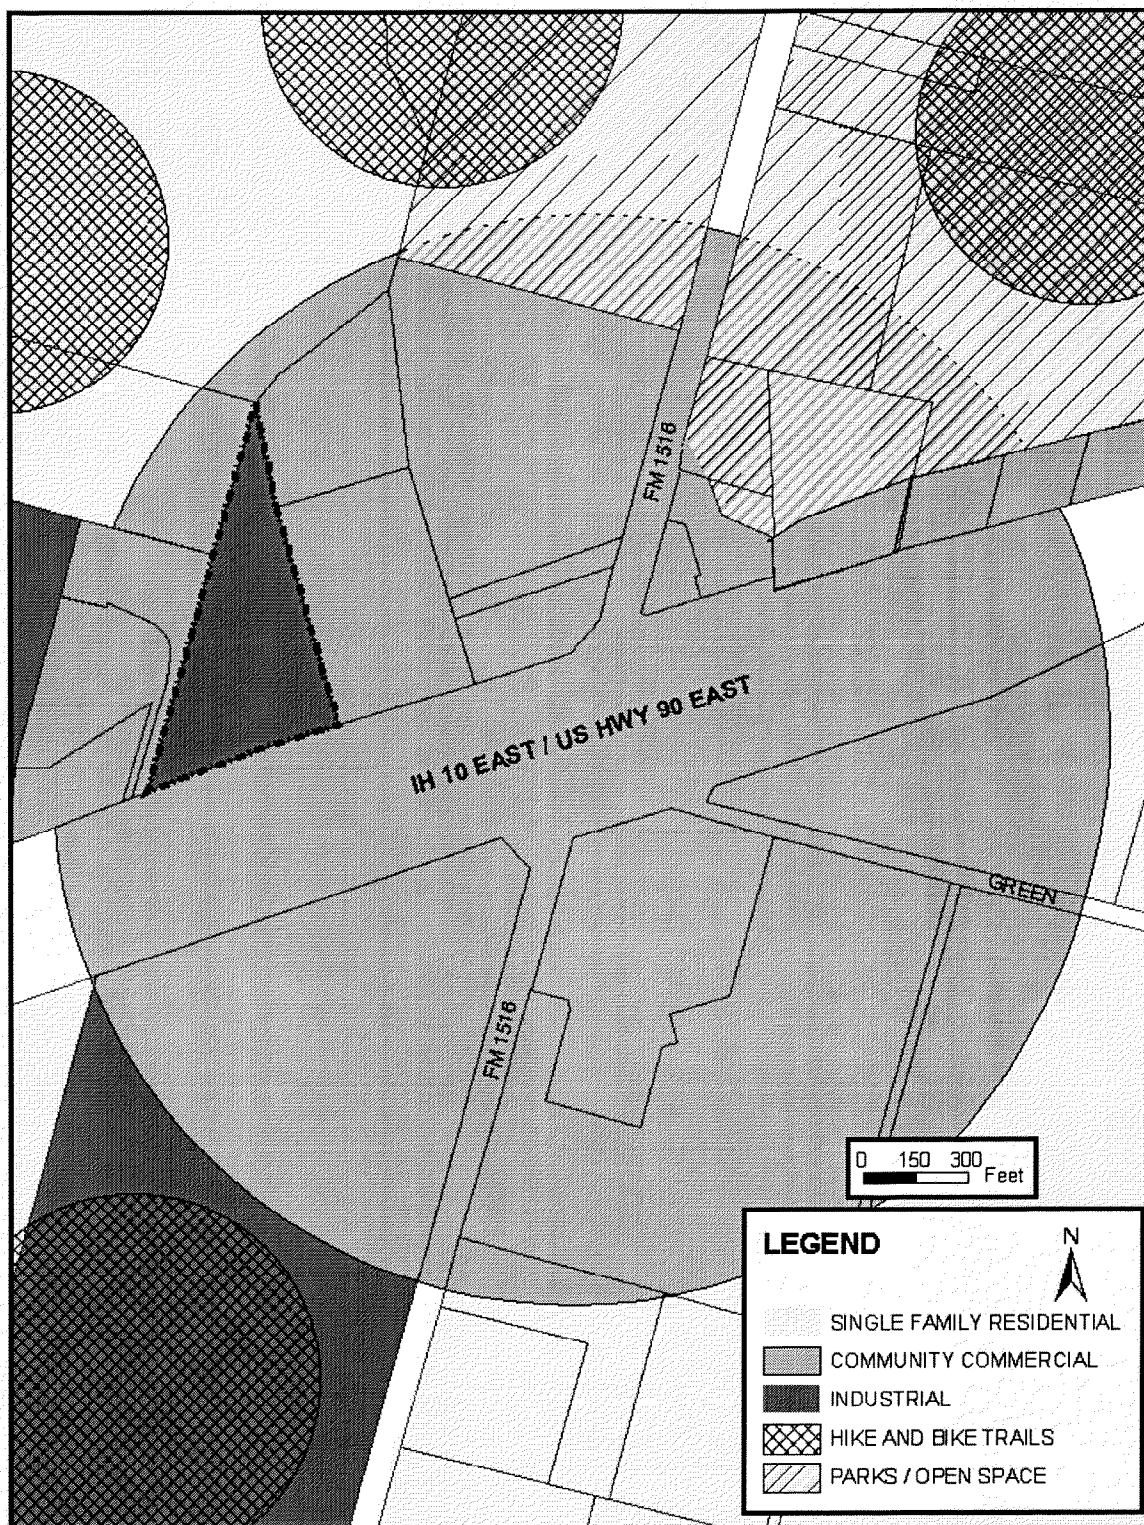 FM 1516
IH 10 EAST / US HWY 90 EAST
GREEN
FM 1516
0 150 300
Feet
LEGEND
N
SINGLE FAMILY RESIDENTIAL
COMMUNITY COMMERCIAL
INDUSTRIAL
HIKE AND BIKE TRAILS
PARKS / OPEN SPACE